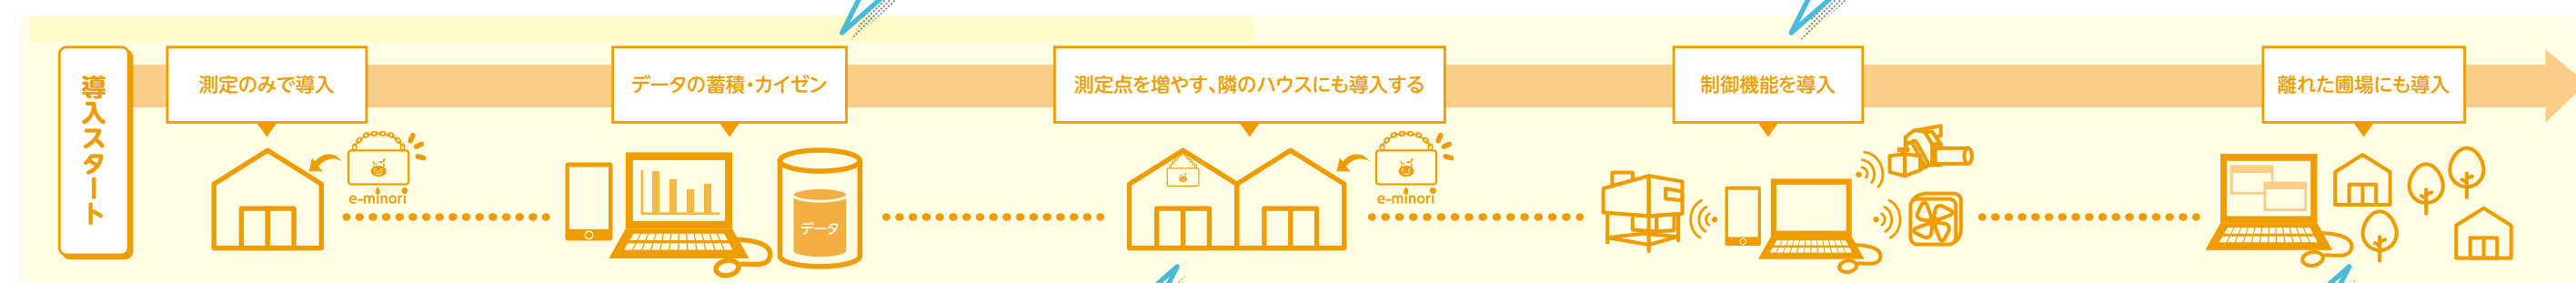 導入スタート
測定のみで導入
データの蓄積・カイゼン
測定点を増やす、隣のハウスにも導入する
制御機能を導入
離れた圃場にも導入
e-minori
データ
e-minori